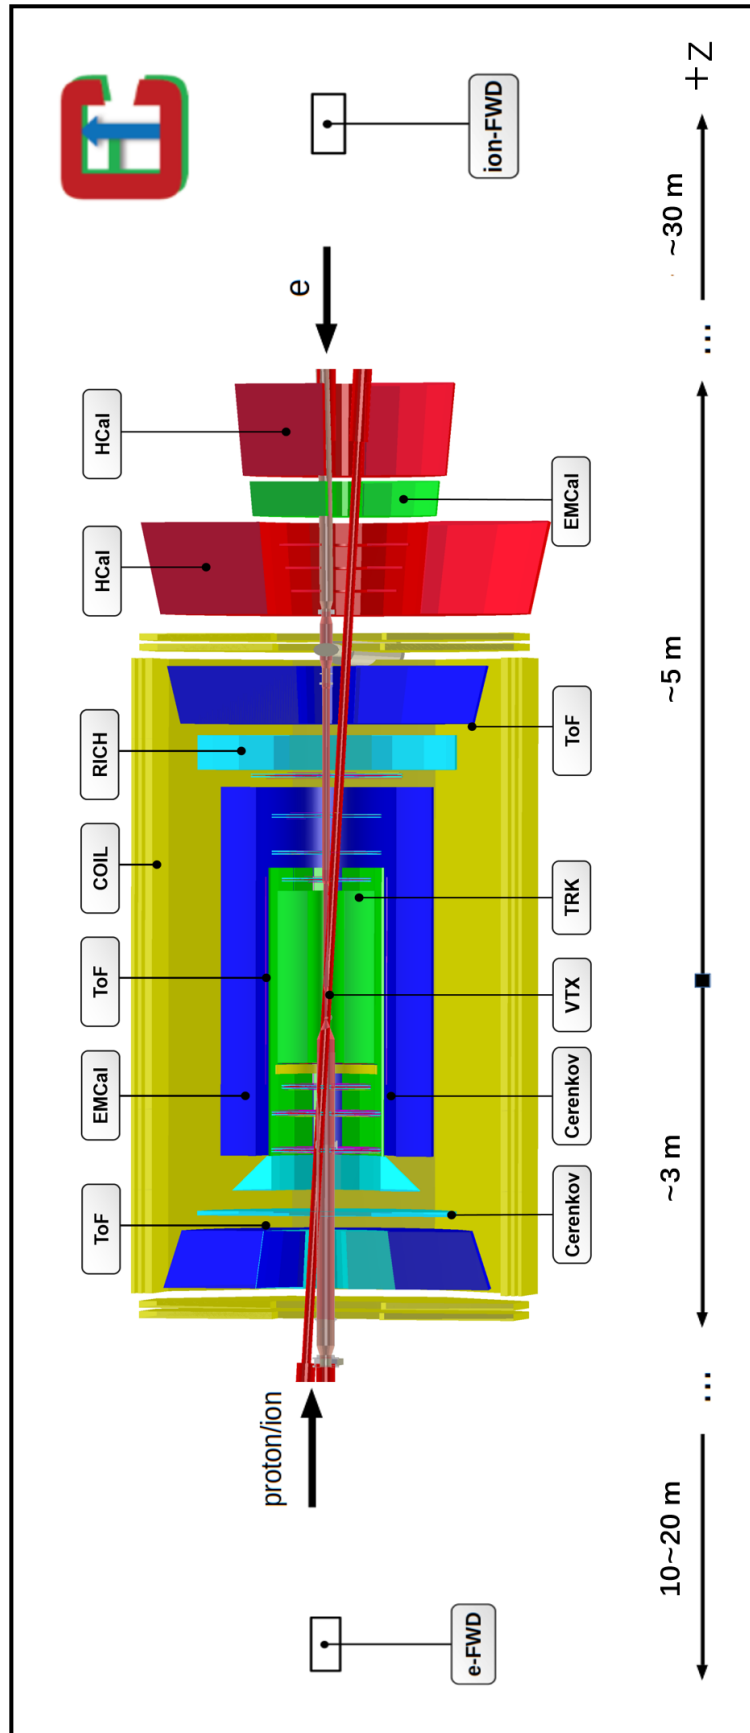 e-FWD
proton/ion
ToF
EMCal
ToF
COIL
RICH
HCal
HCal
e
ion-FWD
Cerenkov
Cerenkov
VTX
TRK
ToF
EMCal
10~20 m
...
~3 m
~5 m
...
~30 m
+Z